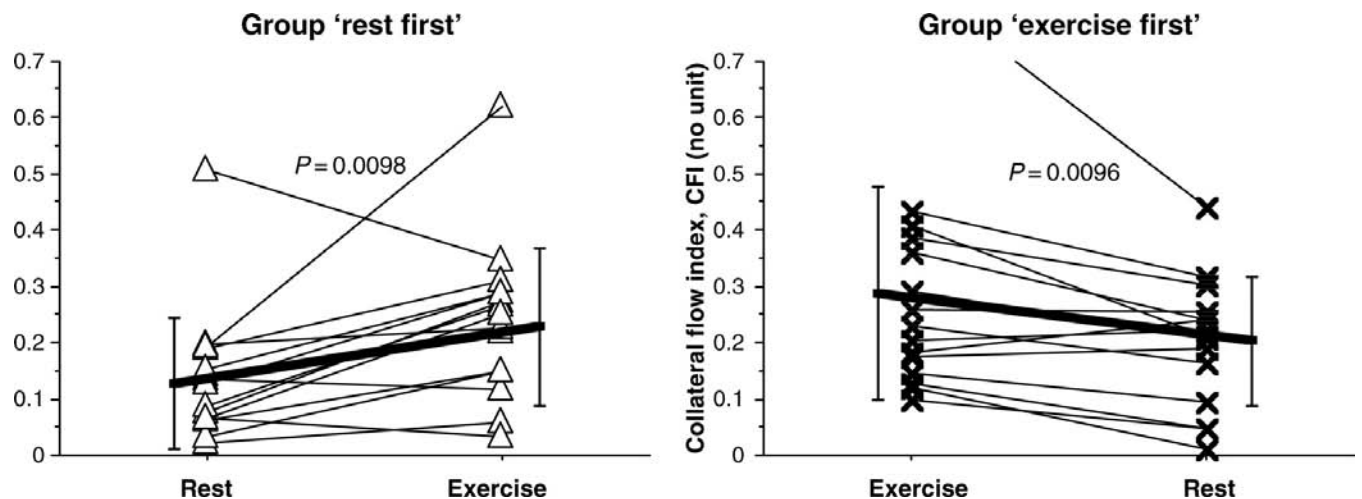 Group ‘rest first’
0.7
0.6
0.5
0.4
0.3
0.2
0.1
0
P = 0.0098
Rest
Exercise
Group ‘exercise first’
Collateral flow index, CFI (no unit)
0.7
0.6
0.5
0.4
0.3
0.2
0.1
0
P = 0.0096
Exercise
Rest